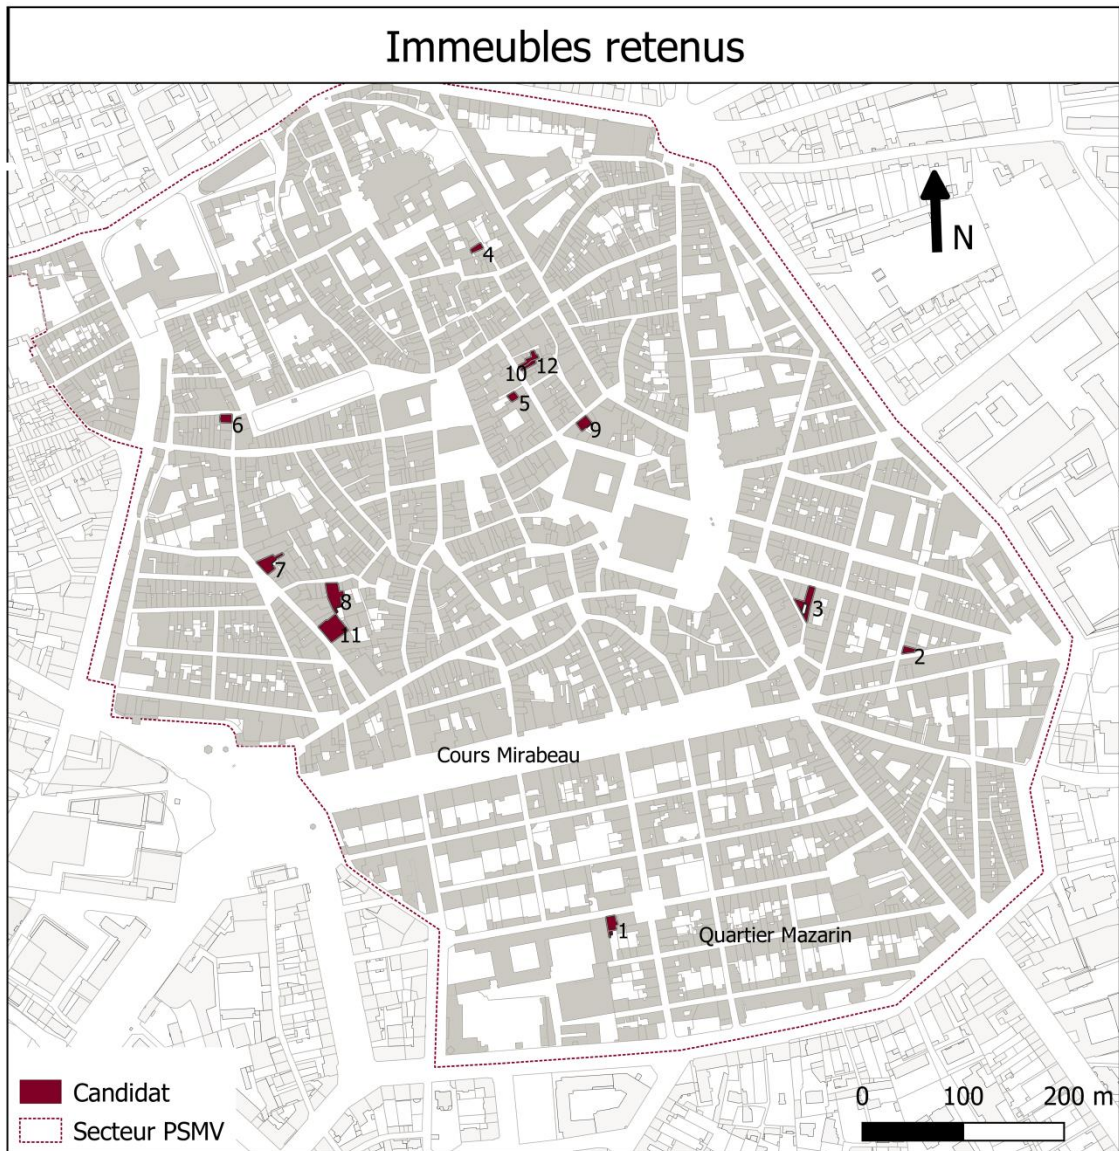 Immeubles retenus
N
4
10 12
5
6
9
7
8
3
11
2
Cours Mirabeau
1
Quartier Mazarin
Candidat
Secteur PSMV
0 100 200 m